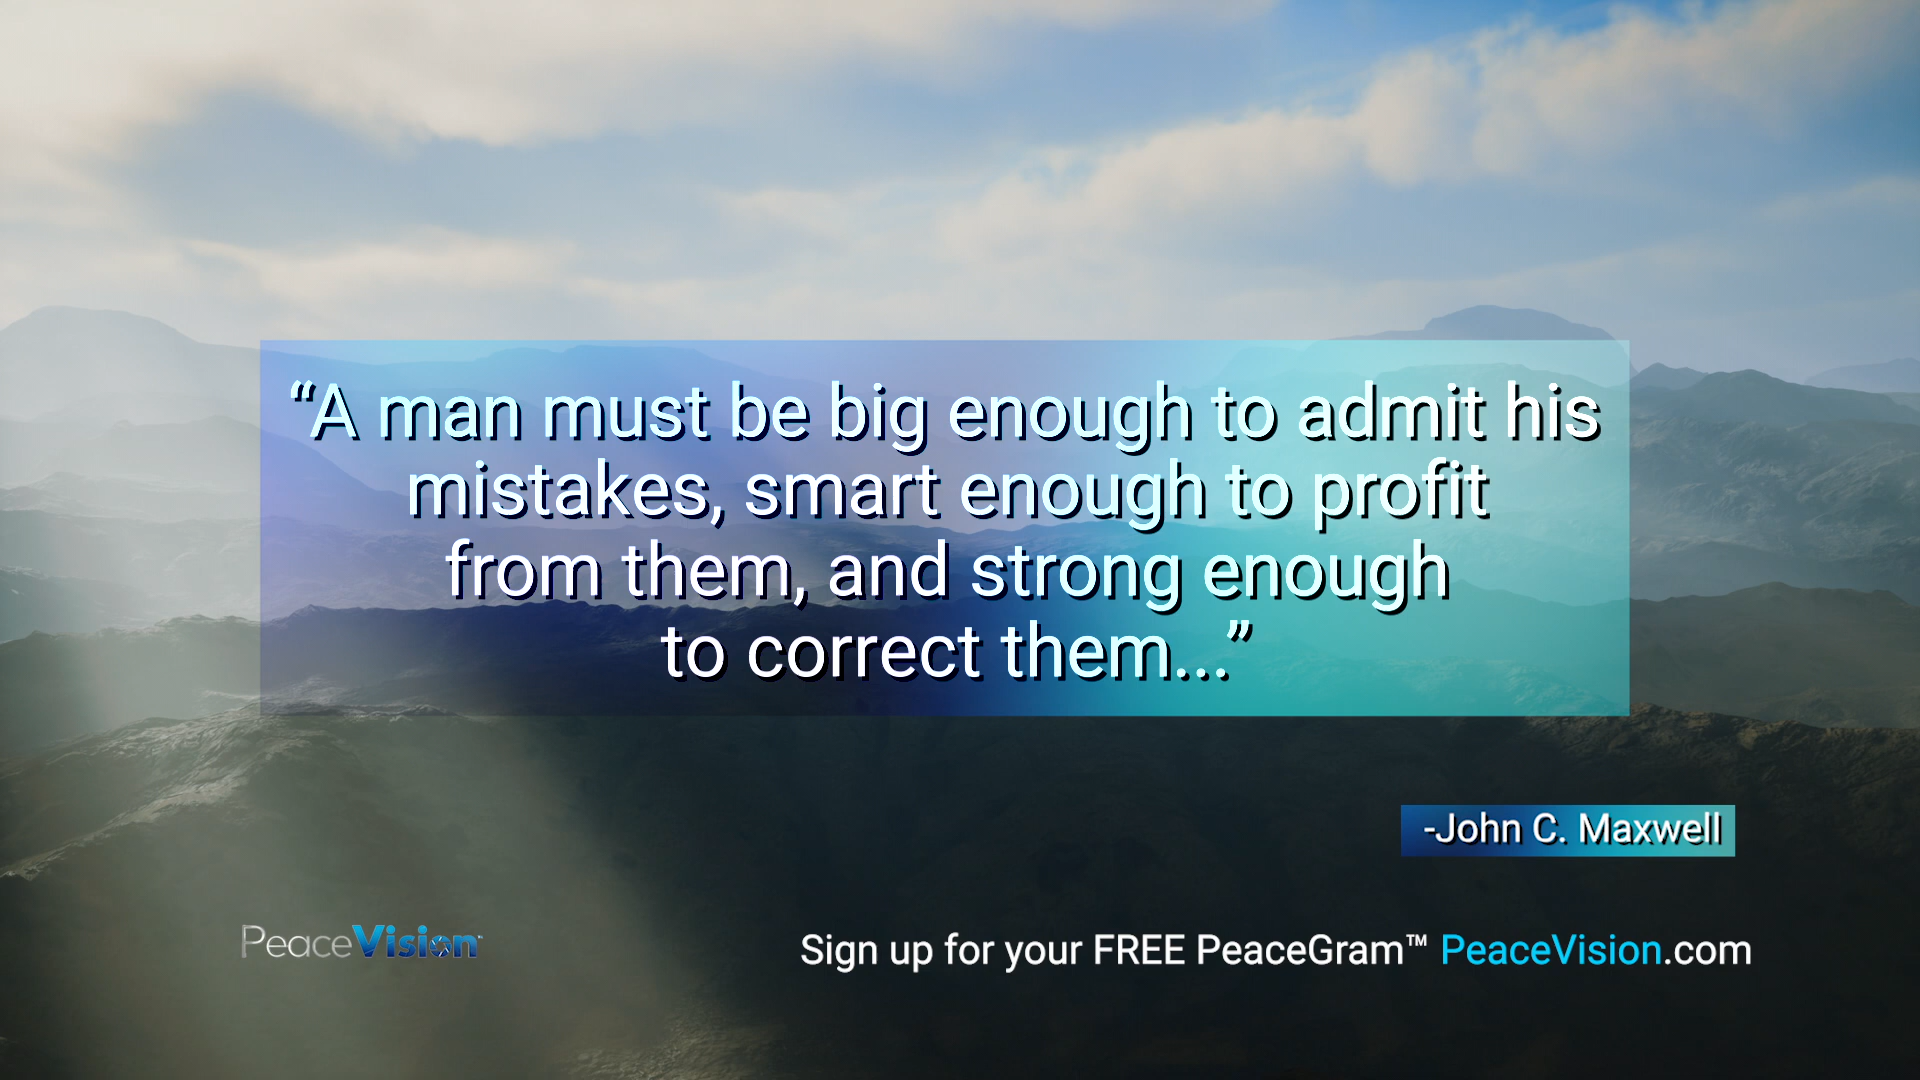 “A man must be big enough to admit his
mistakes, smart enough to profit
from them, and strong enough
to correct them...”
-John C. Maxwell
PeaceVision™
Sign up for your FREE PeaceGram™ PeaceVision.com